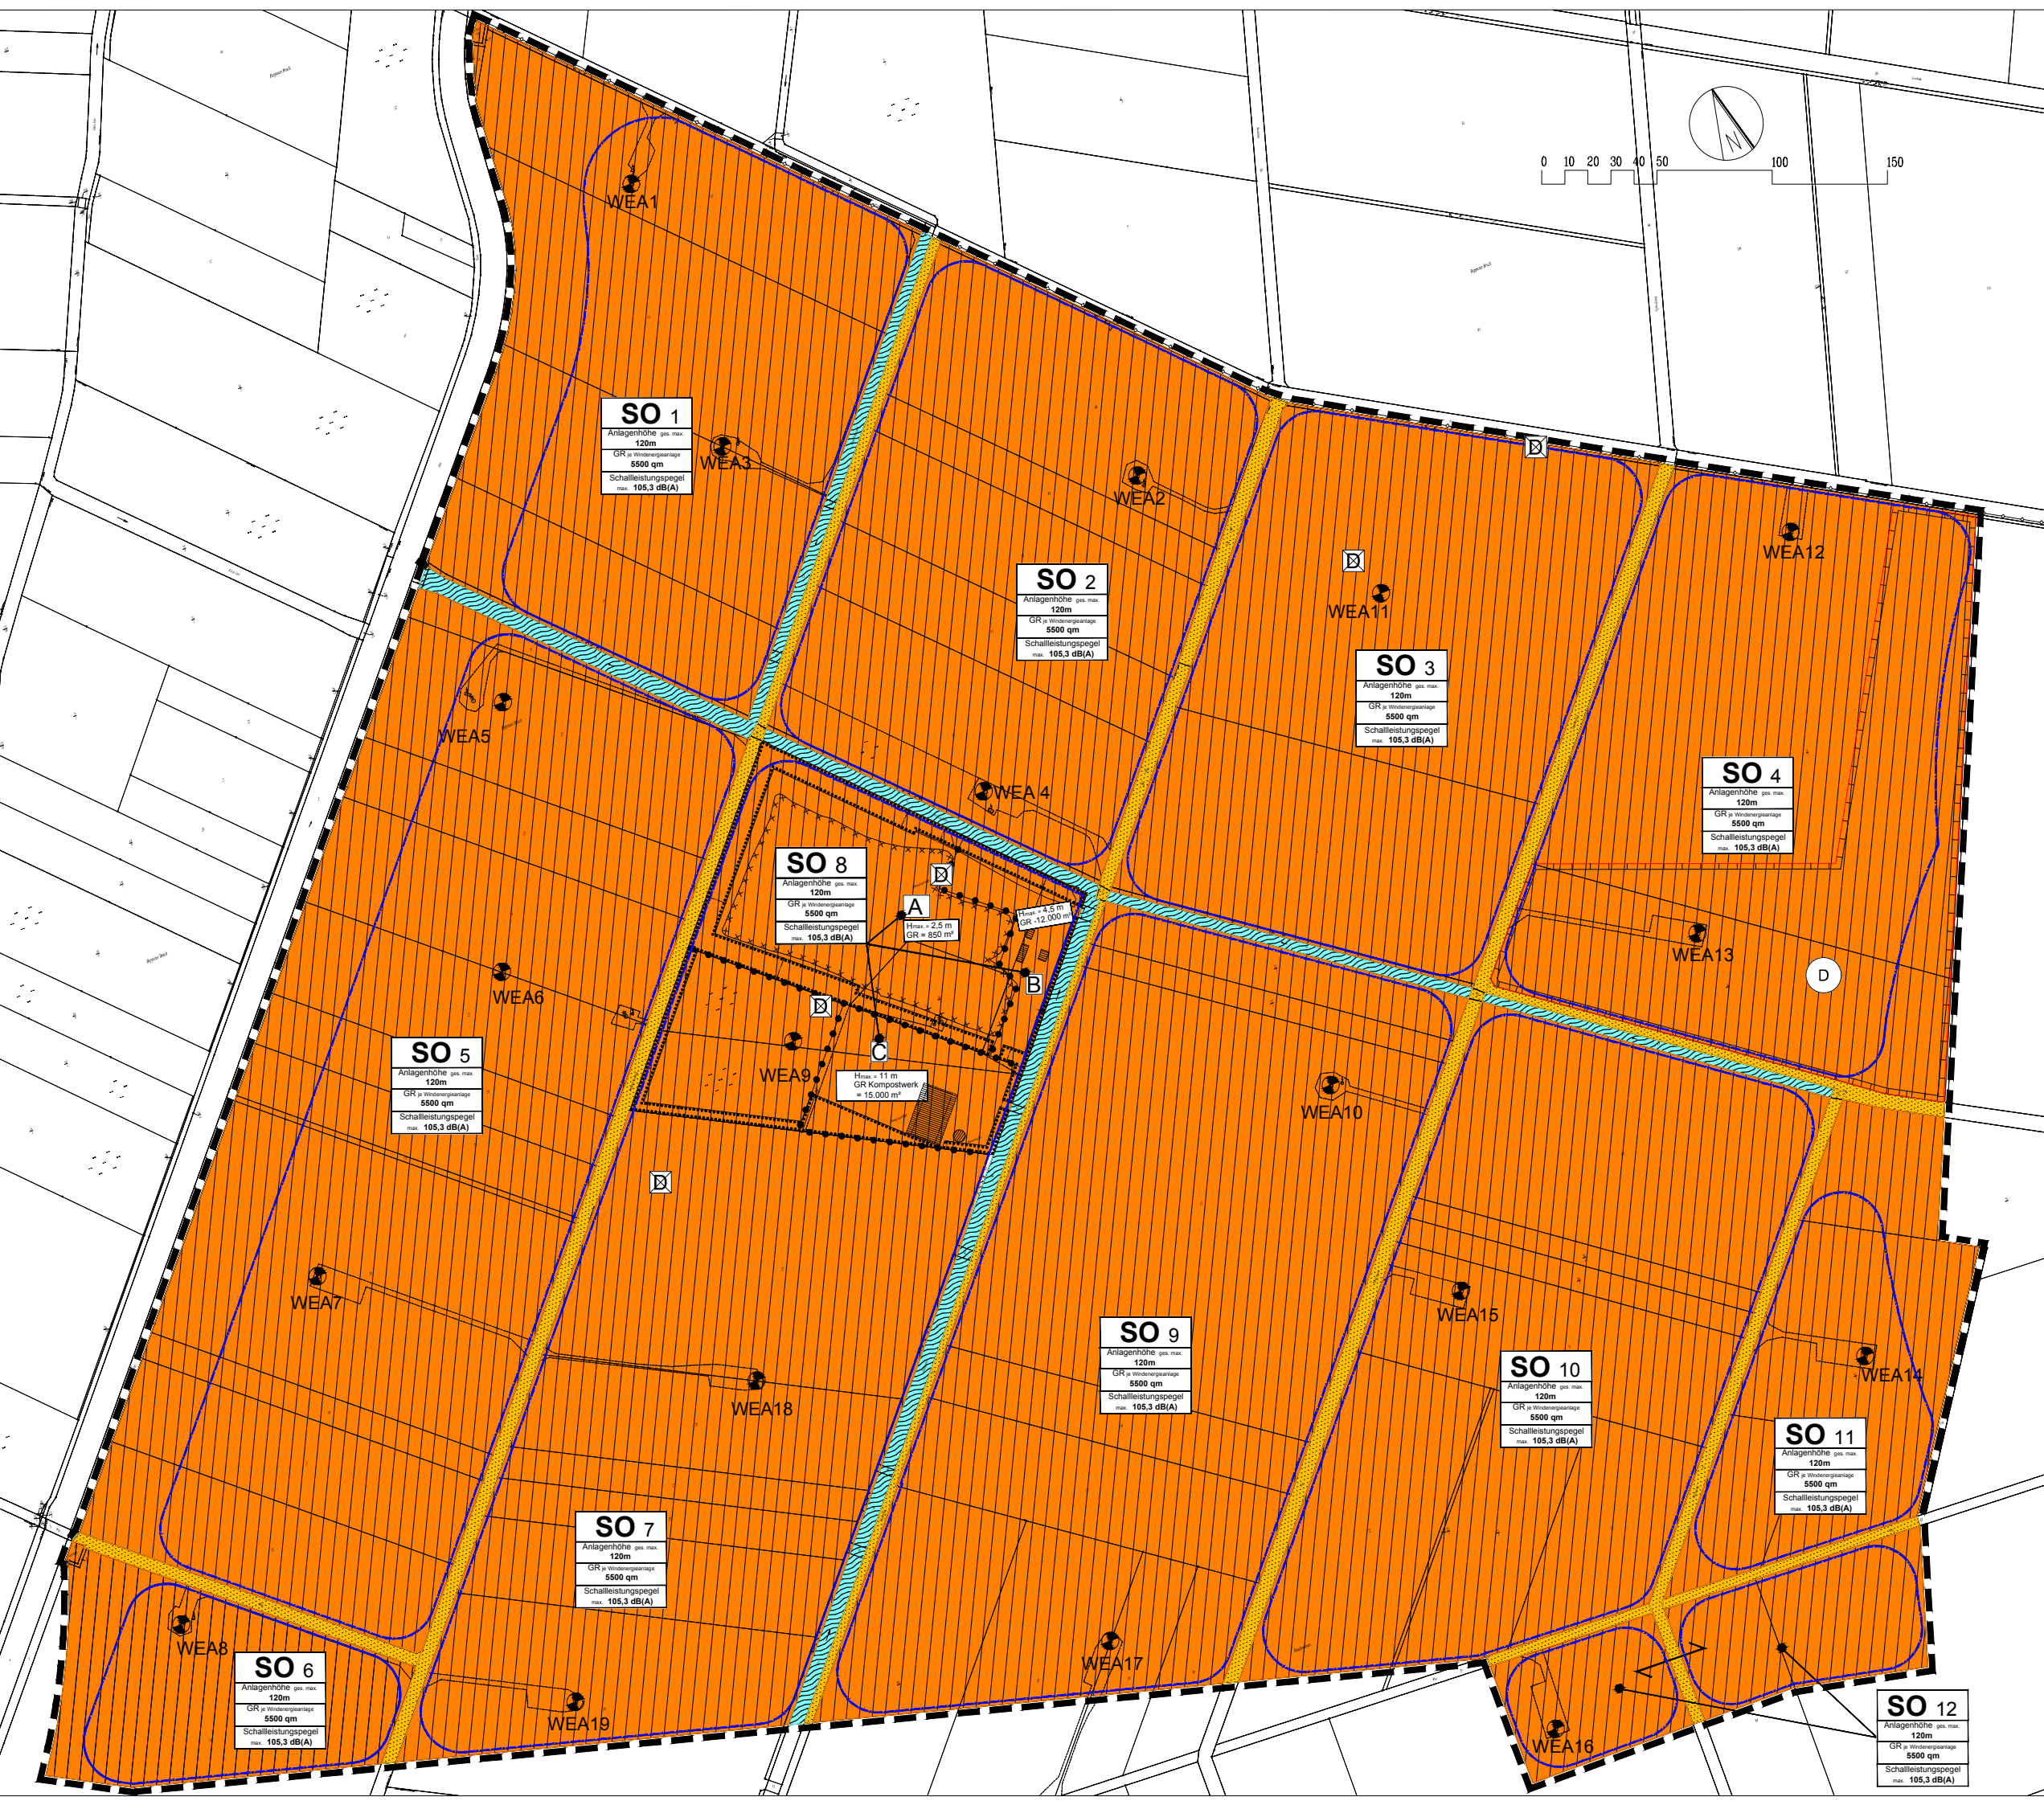 0 10 20 30 40 50 100 150
N
WEA1
SO 1
Anlagenhöhe ges. max.
120m
GR je Windenergieanlage
5500 qm
Schallleistungspegel
max. 105,3 dB(A)
WEA3
WEA2
D
WEA12
D
WEA11
SO 2
Anlagenhöhe ges. max.
120m
GR je Windenergieanlage
5500 qm
Schallleistungspegel
max. 105,3 dB(A)
SO 3
Anlagenhöhe ges. max.
120m
GR je Windenergieanlage
5500 qm
Schallleistungspegel
max. 105,3 dB(A)
WEA5
WEA 4
SO 4
Anlagenhöhe ges. max.
120m
GR je Windenergieanlage
5500 qm
Schallleistungspegel
max. 105,3 dB(A)
SO 8
Anlagenhöhe ges. max.
120m
GR je Windenergieanlage
5500 qm
Schallleistungspegel
max. 105,3 dB(A)
D
A
Hmax. = 2,5 m
GR = 850 m²
Hmax. = 4,5 m
GR -12.000 m²
B
WEA13
D
WEA6
D
C
WEA9
Hmax. = 11 m
GR Kompostwerk
= 15.000 m²
SO 5
Anlagenhöhe ges. max.
120m
GR je Windenergieanlage
5500 qm
Schallleistungspegel
max. 105,3 dB(A)
WEA10
D
WEA7
WEA15
WEA14
WEA18
SO 9
Anlagenhöhe ges. max.
120m
GR je Windenergieanlage
5500 qm
Schallleistungspegel
max. 105,3 dB(A)
SO 10
Anlagenhöhe ges. max.
120m
GR je Windenergieanlage
5500 qm
Schallleistungspegel
max. 105,3 dB(A)
SO 11
Anlagenhöhe ges. max.
120m
GR je Windenergieanlage
5500 qm
Schallleistungspegel
max. 105,3 dB(A)
SO 7
Anlagenhöhe ges. max.
120m
GR je Windenergieanlage
5500 qm
Schallleistungspegel
max. 105,3 dB(A)
WEA8
SO 6
Anlagenhöhe ges. max.
120m
GR je Windenergieanlage
5500 qm
Schallleistungspegel
max. 105,3 dB(A)
WEA19
WEA17
WEA16
SO 12
Anlagenhöhe ges. max.
120m
GR je Windenergieanlage
5500 qm
Schallleistungspegel
max. 105,3 dB(A)